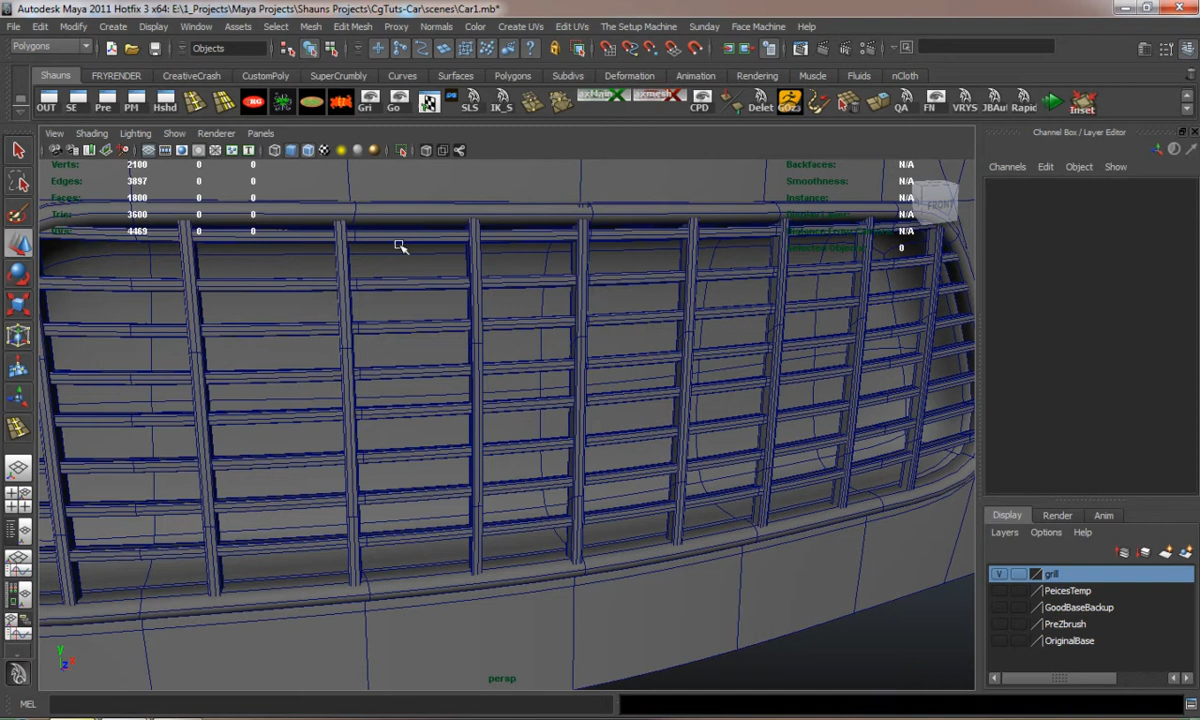 Autodesk Maya 2011 Hotfix 3 x64: E:\1_Projects\Maya Projects\Shauns Projects\CgTuts-Car\scenes\Car1.mb*
File Edit Modify Create Display Window Assets Select Mesh Edit Mesh Proxy Normals Color Create UVs Edit UVs The Setup Machine Sunday Face Machine Help
Polygons Objects
Shauns FRYRENDER CreativeCrash CustomPoly SuperCrumbly Curves Surfaces Polygons Subdivs Deformation Animation Rendering Muscle Fluids nCloth
OUT SE Pre PM Hshd Gri Go SLS IK_S CPD Delet GOZ QA FN VRYS JBAut Rapic Inset
View Shading Lighting Show Renderer Panels
Channel Box / Layer Editor
Channels Edit Object Show
Verts: 2100 0 0
Edges: 3897 0 0
Faces: 1800 0 0
Tris: 3600 0 0
4469 0 0
Backfaces: N/A
Smoothness: N/A
Instance: N/A
N/A
N/A
Selected Objects: 0
FRONT
y
z x
persp
Display Render Anim
Layers Options Help
V grill
PeicesTemp
GoodBaseBackup
PreZbrush
OriginalBase
MEL